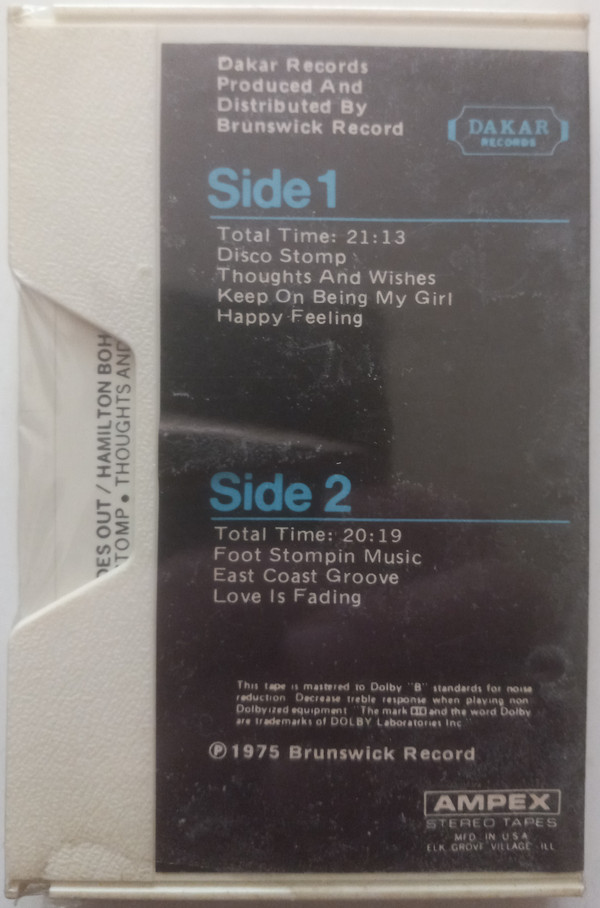 Dakar Records
Produced And
Distributed By
Brunswick Record
DAKAR
RECORDS
Side 1
Total Time: 21:13
Disco Stomp
Thoughts And Wishes
Keep On Being My Girl
Happy Feeling
DES OUT / HAMILTON BOH
TOMP • THOUGHTS AND
Side 2
Total Time: 20:19
Foot Stompin Music
East Coast Groove
Love Is Fading
This tape is mastered to Dolby "B" standards for noise
reduction Decrease treble response when playing non
Dolbyized equipment "The mark and the word Dolby
are trademarks of DOLBY Laboratories Inc
℗ 1975 Brunswick Record
AMPEX
STEREO TAPES
MFD IN U S A
ELK GROVE VILLAGE ILL